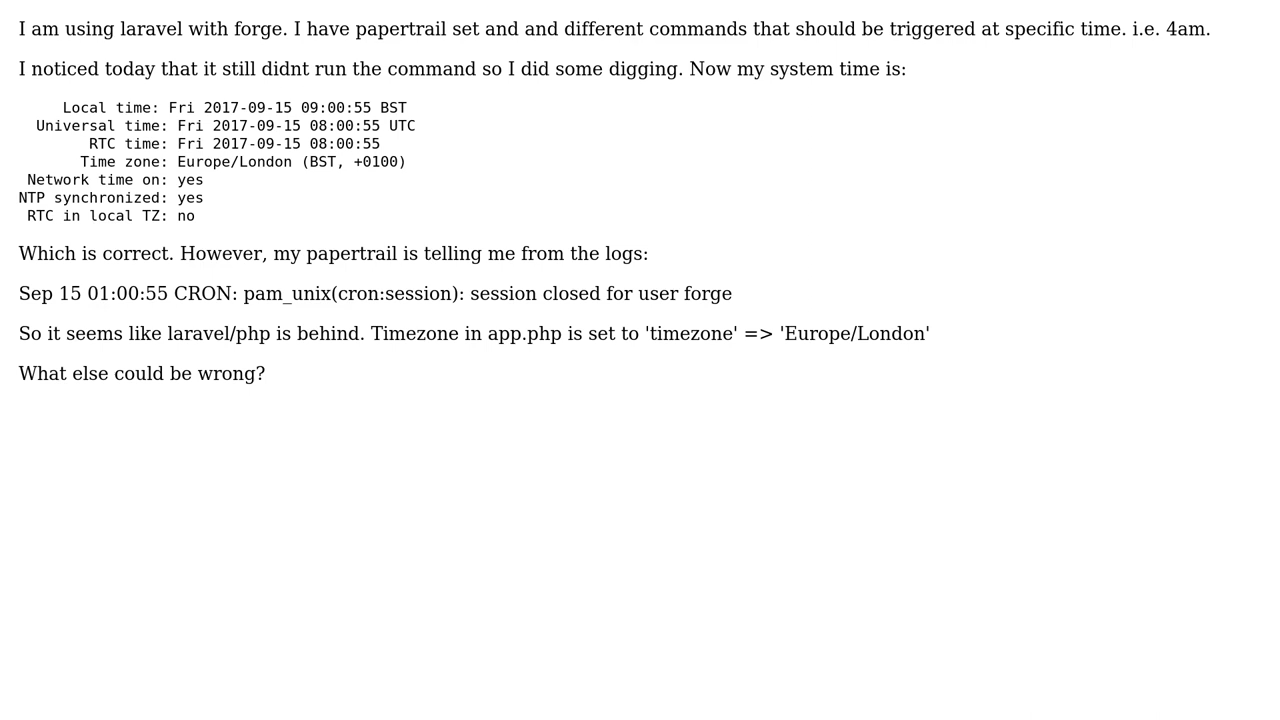 I am using laravel with forge. I have papertrail set and and different commands that should be triggered at specific time. i.e. 4am.
I noticed today that it still didnt run the command so I did some digging. Now my system time is:
Local time: Fri 2017-09-15 09:00:55 BST
Universal time: Fri 2017-09-15 08:00:55 UTC
RTC time: Fri 2017-09-15 08:00:55
Time zone: Europe/London (BST, +0100)
Network time on: yes
NTP synchronized: yes
RTC in local TZ: no
Which is correct. However, my papertrail is telling me from the logs:
Sep 15 01:00:55 CRON: pam_unix(cron:session): session closed for user forge
So it seems like laravel/php is behind. Timezone in app.php is set to 'timezone' => 'Europe/London'
What else could be wrong?